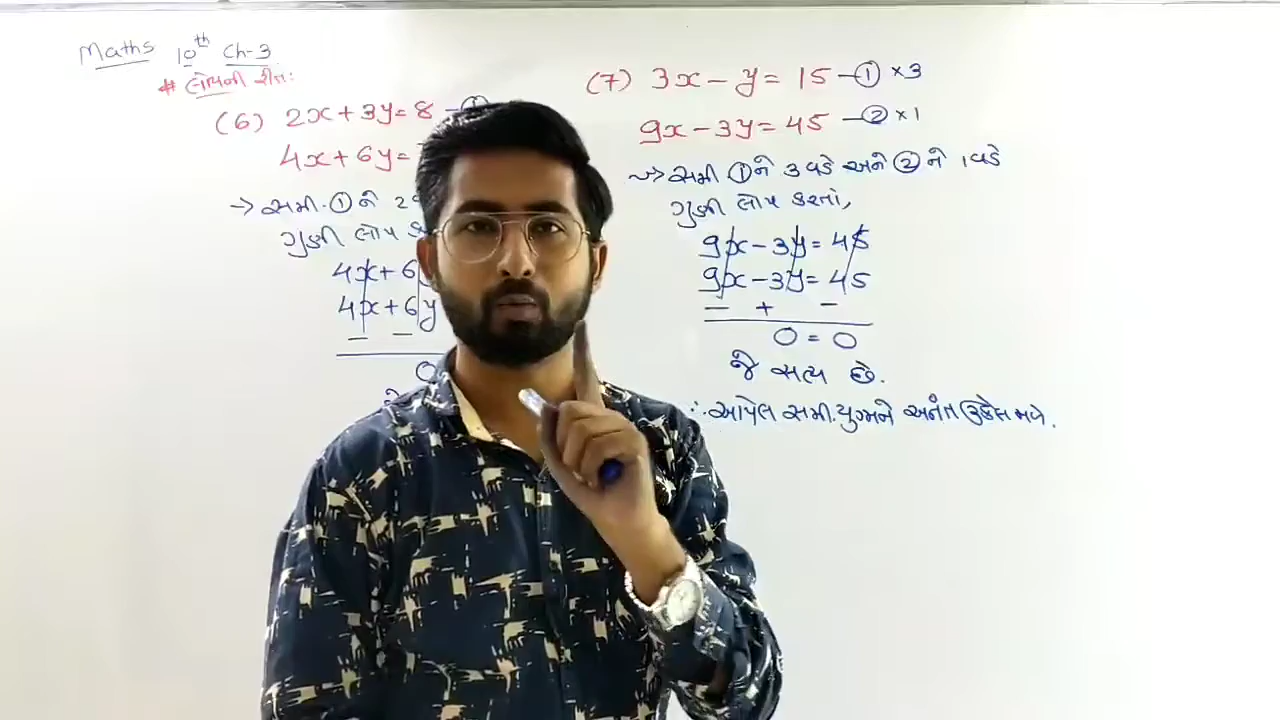 Maths 10th Ch-3
# લોપની રીત:
(6) 2x + 3y = 8 — ①
4x + 6y =
→ સમી. ① ને 2
ગુણી લોપ ક
4x + 6
4x + 6y
— —
0
(7) 3x - y = 15 — ① ×3
9x - 3y = 45 — ② ×1
સમી ① ને 3 વડે અને ② ને 1 વડે
ગુણી લોપ કરતાં,
9x - 3y = 45
9x - 3y = 45
— + —
0 = 0
જે સત્ય છે.
∴ આપેલ સમી. યુગ્મને અનંત ઉકેલ મળે.